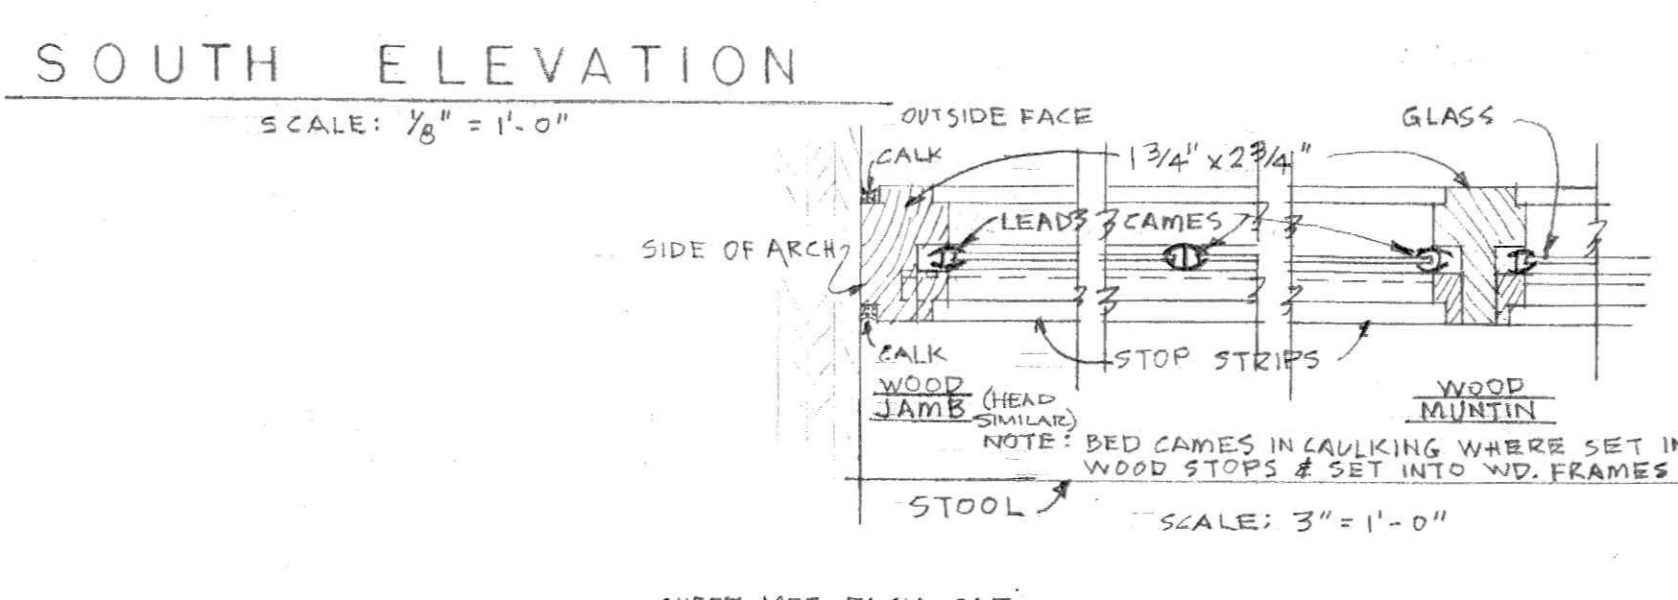 SOUTH ELEVATION
SCALE: 1/8" = 1'-0"
OUTSIDE FACE
GLASS
CALK
1 3/4" x 2 3/4"
LEAD CAMES
SIDE OF ARCH
CALK
STOP STRIPS
WOOD
JAMB (HEAD
SIMILAR)
WOOD
MUNTIN
NOTE: BED CAMES IN CAULKING WHERE SET IN
WOOD STOPS & SET INTO WD. FRAMES
STOOL
SCALE: 3" = 1'-0"